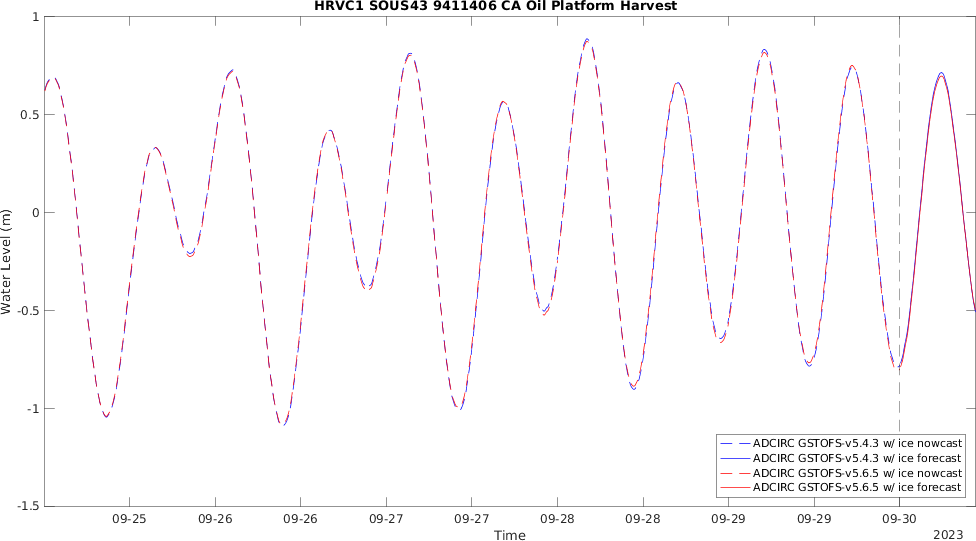 HRVC1 SOUS43 9411406 CA Oil Platform Harvest
1
0.5
0
-0.5
-1
-1.5
Water Level (m)
09-25 09-26 09-26 09-27 09-27 09-28 09-28 09-29 09-29 09-30
Time
2023
ADCIRC GSTOFS-v5.4.3 w/ ice nowcast
ADCIRC GSTOFS-v5.4.3 w/ ice forecast
ADCIRC GSTOFS-v5.6.5 w/ ice nowcast
ADCIRC GSTOFS-v5.6.5 w/ ice forecast